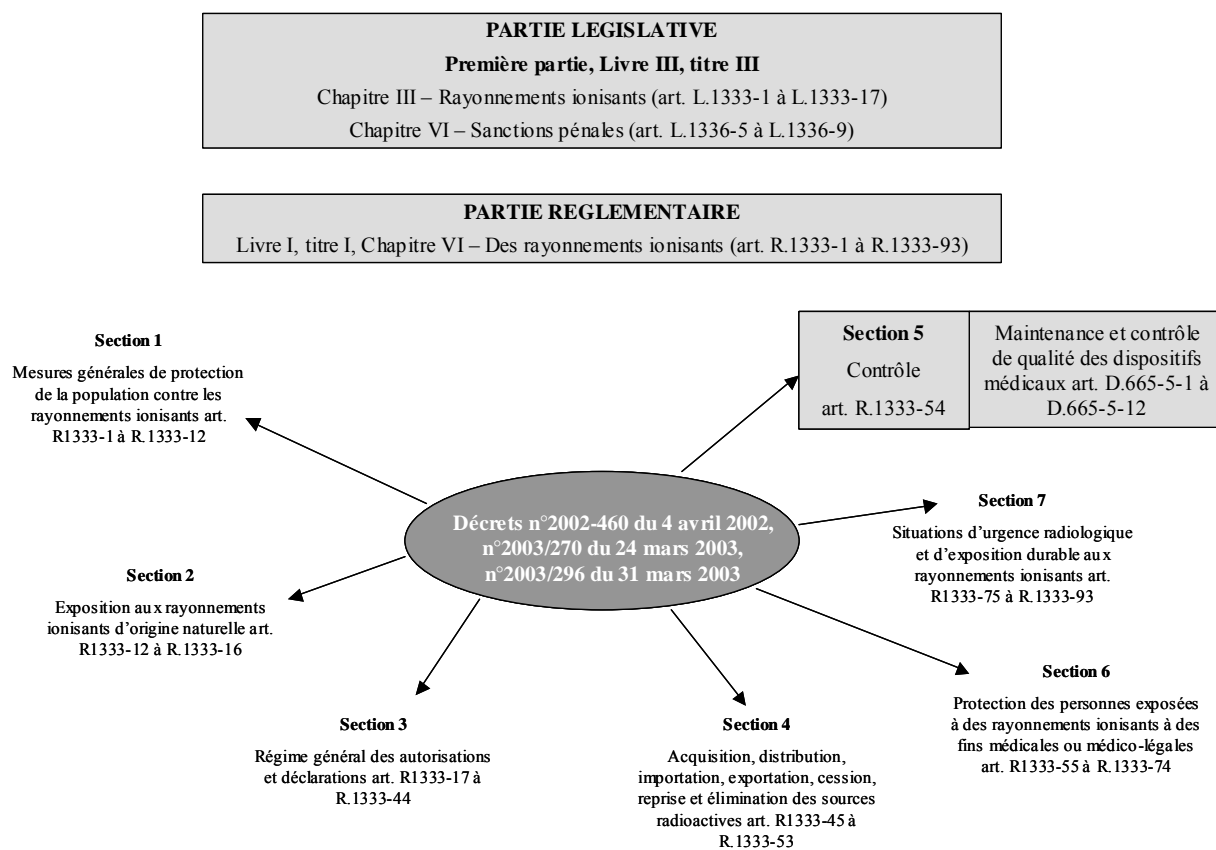 PARTIE LEGISLATIVE
Première partie, Livre III, titre III
Chapitre III – Rayonnements ionisants (art. L.1333-1 à L.1333-17)
Chapitre VI – Sanctions pénales (art. L.1336-5 à L.1336-9)
PARTIE REGLEMENTAIRE
Livre I, titre I, Chapitre VI – Des rayonnements ionisants (art. R.1333-1 à R.1333-93)
Section 1
Mesures générales de protection
de la population contre les
rayonnements ionisants art.
R1333-1 à R.1333-12
Section 5
Contrôle
art. R.1333-54
Maintenance et contrôle
de qualité des dispositifs
médicaux art. D.665-5-1 à
D.665-5-12
Décrets n°2002-460 du 4 avril 2002,
n°2003/270 du 24 mars 2003,
n°2003/296 du 31 mars 2003
Section 7
Situations d'urgence radiologique
et d'exposition durable aux
rayonnements ionisants art.
R1333-75 à R.1333-93
Section 2
Exposition aux rayonnements
ionisants d'origine naturelle art.
R1333-12 à R.1333-16
Section 6
Protection des personnes exposées
à des rayonnements ionisants à des
fins médicales ou médico-légales
art. R1333-55 à R.1333-74
Section 3
Régime général des autorisations
et déclarations art. R1333-17 à
R.1333-44
Section 4
Acquisition, distribution,
importation, exportation, cession,
reprise et élimination des sources
radioactives art. R1333-45 à
R.1333-53